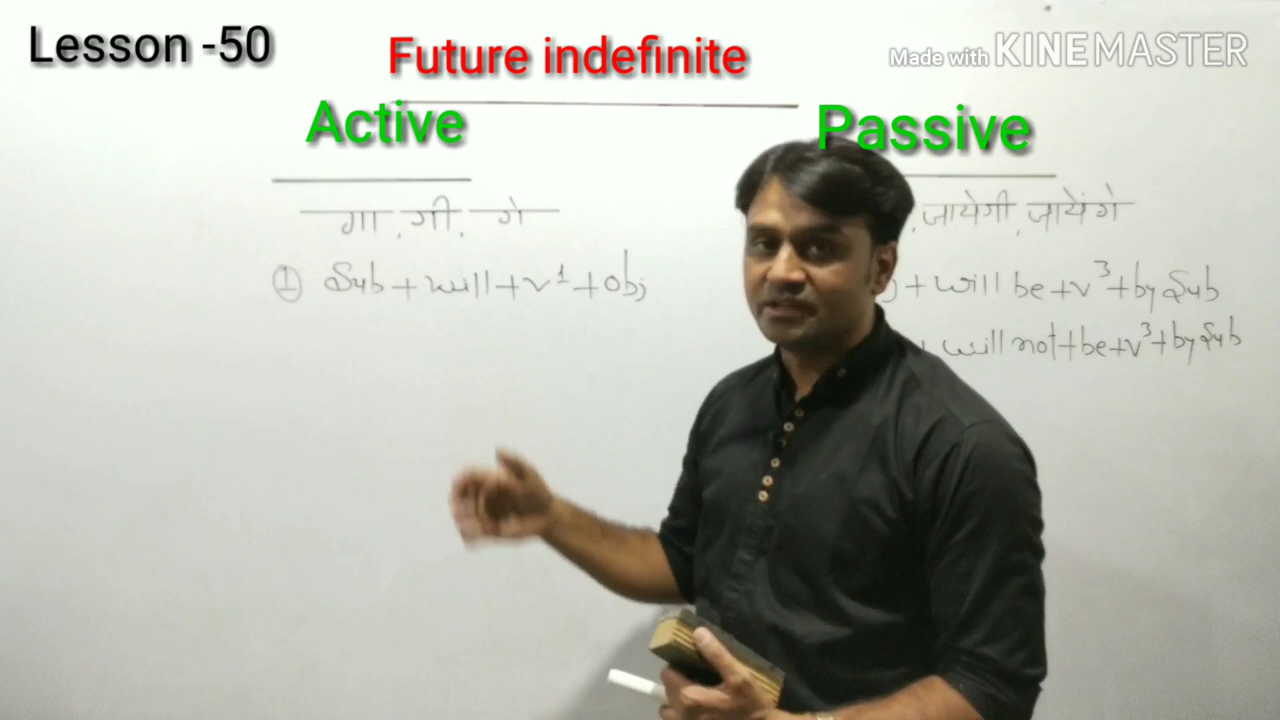 Lesson -50
Future indefinite
Made with KINEMASTER
Active
Passive
गा, गी, गे
, जायेगी, जायेंगे
① Sub + will + v¹ + obj
+ will be + v³ + by Sub
will not + be + v³ + by Sub